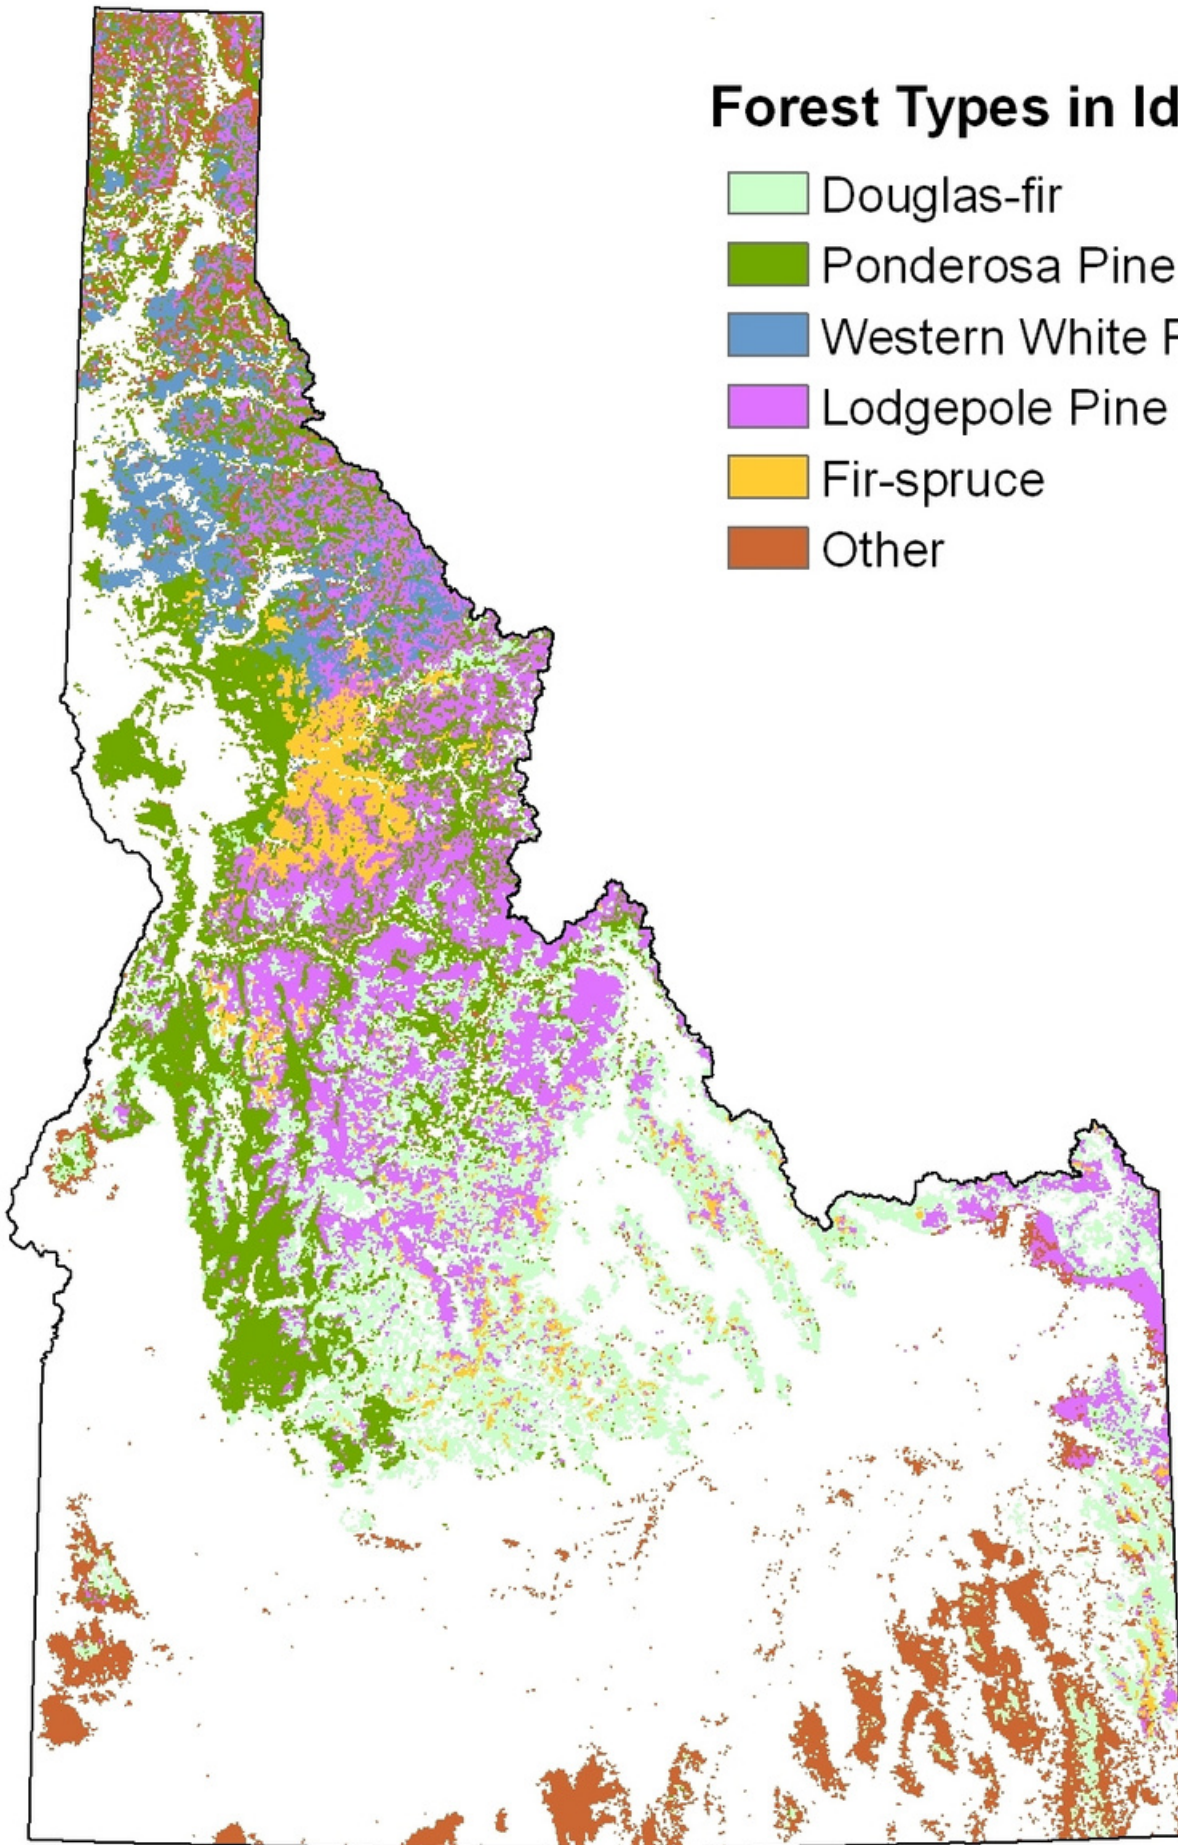 Forest Types in Id
Douglas-fir
Ponderosa Pine
Western White P
Lodgepole Pine
Fir-spruce
Other